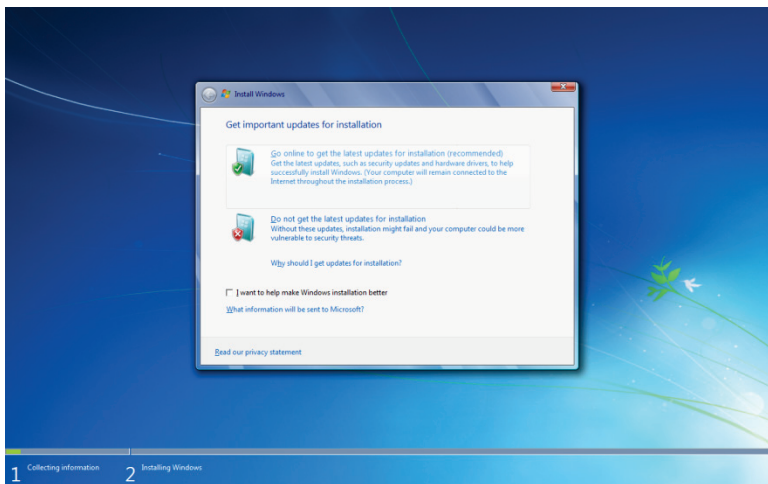 Install Windows
Get important updates for installation
Go online to get the latest updates for installation (recommended)
Get the latest updates, such as security updates and hardware drivers, to help
successfully install Windows. (Your computer will remain connected to the
Internet throughout the installation process.)
Do not get the latest updates for installation
Without these updates, installation might fail and your computer could be more
vulnerable to security threats.
Why should I get updates for installation?
I want to help make Windows installation better
What information will be sent to Microsoft?
Read our privacy statement
1 Collecting information 2 Installing Windows